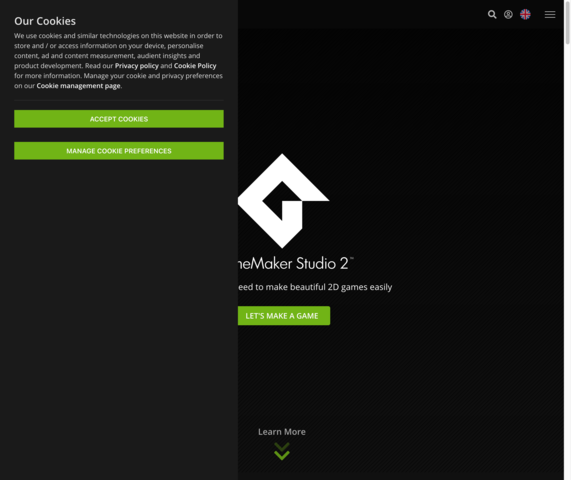 Our Cookies
We use cookies and similar technologies on this website in order to
store and / or access information on your device, personalise
content, ad and content measurement, audient insights and
product development. Read our Privacy policy and Cookie Policy
for more information. Manage your cookie and privacy preferences
on our Cookie management page.
ACCEPT COOKIES
MANAGE COOKIE PREFERENCES
eMaker Studio 2™
eed to make beautiful 2D games easily
LET'S MAKE A GAME
Learn More